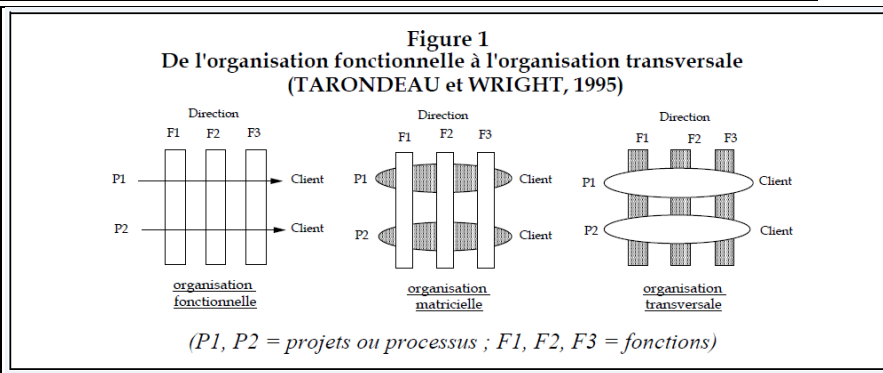 Figure 1
De l'organisation fonctionnelle à l'organisation transversale
(TARONDEAU et WRIGHT, 1995)
Direction
F1 F2 F3
P1 Client
P2 Client
organisation
fonctionnelle
F1 F2 F3
P1 Client
P2 Client
organisation
matricielle
Direction
F1 F2 F3
P1 Client
P2 Client
organisation
transversale
(P1, P2 = projets ou processus ; F1, F2, F3 = fonctions)